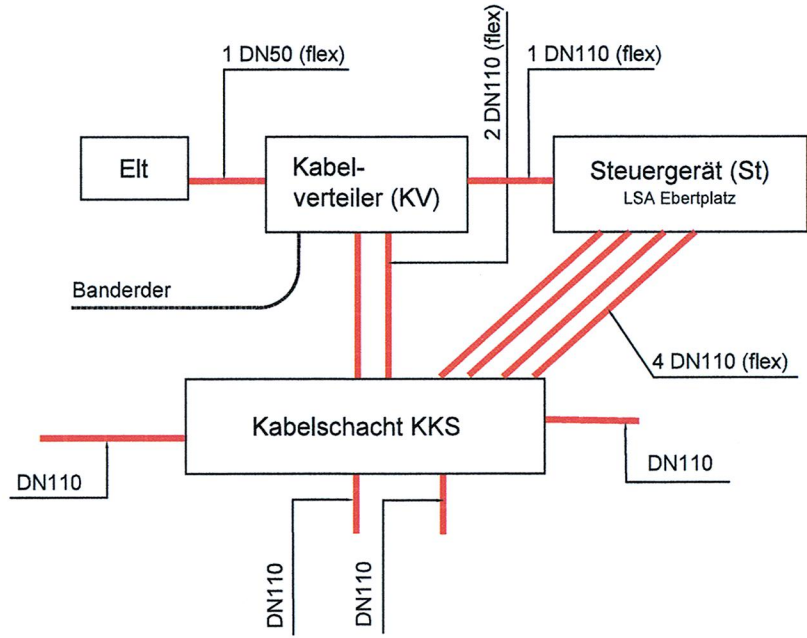 1 DN50 (flex)
2 DN110 (flex)
1 DN110 (flex)
Elt
Kabel-
verteiler (KV)
Steuergerät (St)
LSA Ebertplatz
Banderder
4 DN110 (flex)
Kabelschacht KKS
DN110
DN110
DN110
DN110